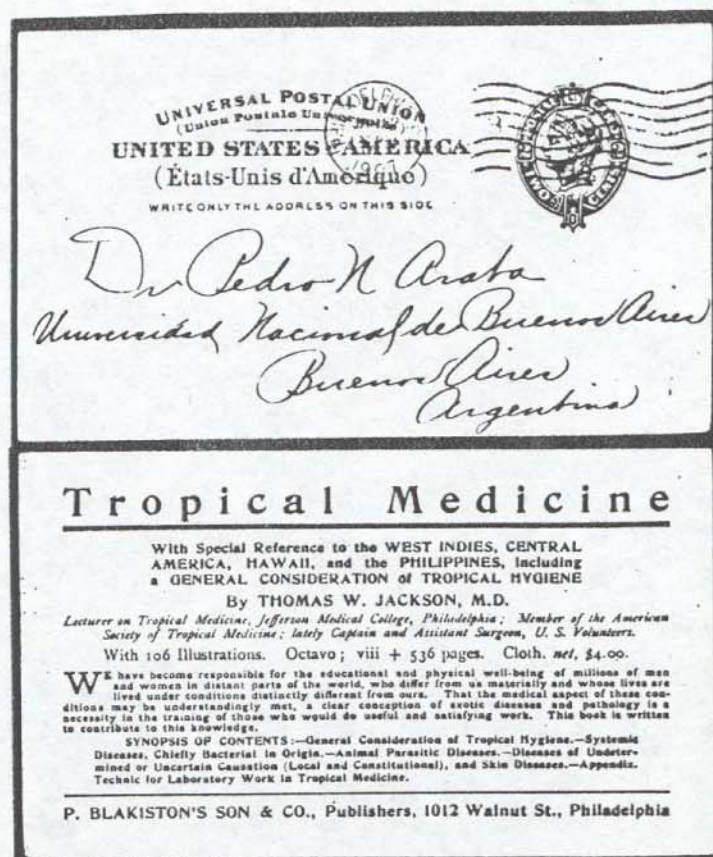 UNIVERSAL POSTAL UNION
(Union Postale Universelle)
UNITED STATES OF AMERICA
(États-Unis d'Amérique)
WRITE ONLY THE ADDRESS ON THIS SIDE
1907
POSTAL CARD
TWO CENTS
Dr Pedro N Arata
Universidad Nacional de Buenos Aires
Buenos Aires
Argentina
Tropical Medicine
With Special Reference to the WEST INDIES, CENTRAL
AMERICA, HAWAII, and the PHILIPPINES, including
a GENERAL CONSIDERATION of TROPICAL HYGIENE
By THOMAS W. JACKSON, M.D.
Lecturer on Tropical Medicine, Jefferson Medical College, Philadelphia; Member of the American
Society of Tropical Medicine; lately Captain and Assistant Surgeon, U. S. Volunteers.
With 106 Illustrations. Octavo; viii + 536 pages. Cloth. net, $4.00.
WE have become responsible for the educational and physical well-being of millions of men
and women in distant parts of the world, who differ from us materially and whose lives are
lived under conditions distinctly different from ours. That the medical aspect of these con-
ditions may be understandingly met, a clear conception of exotic diseases and pathology is a
necessity in the training of those who would do useful and satisfying work. This book is written
to contribute to this knowledge.
SYNOPSIS OF CONTENTS:—General Consideration of Tropical Hygiene.—Systemic
Diseases, Chiefly Bacterial in Origin.—Animal Parasitic Diseases.—Diseases of Undeter-
mined or Uncertain Causation (Local and Constitutional), and Skin Diseases.—Appendix.
Technic for Laboratory Work in Tropical Medicine.
P. BLAKISTON'S SON & CO., Publishers, 1012 Walnut St., Philadelphia